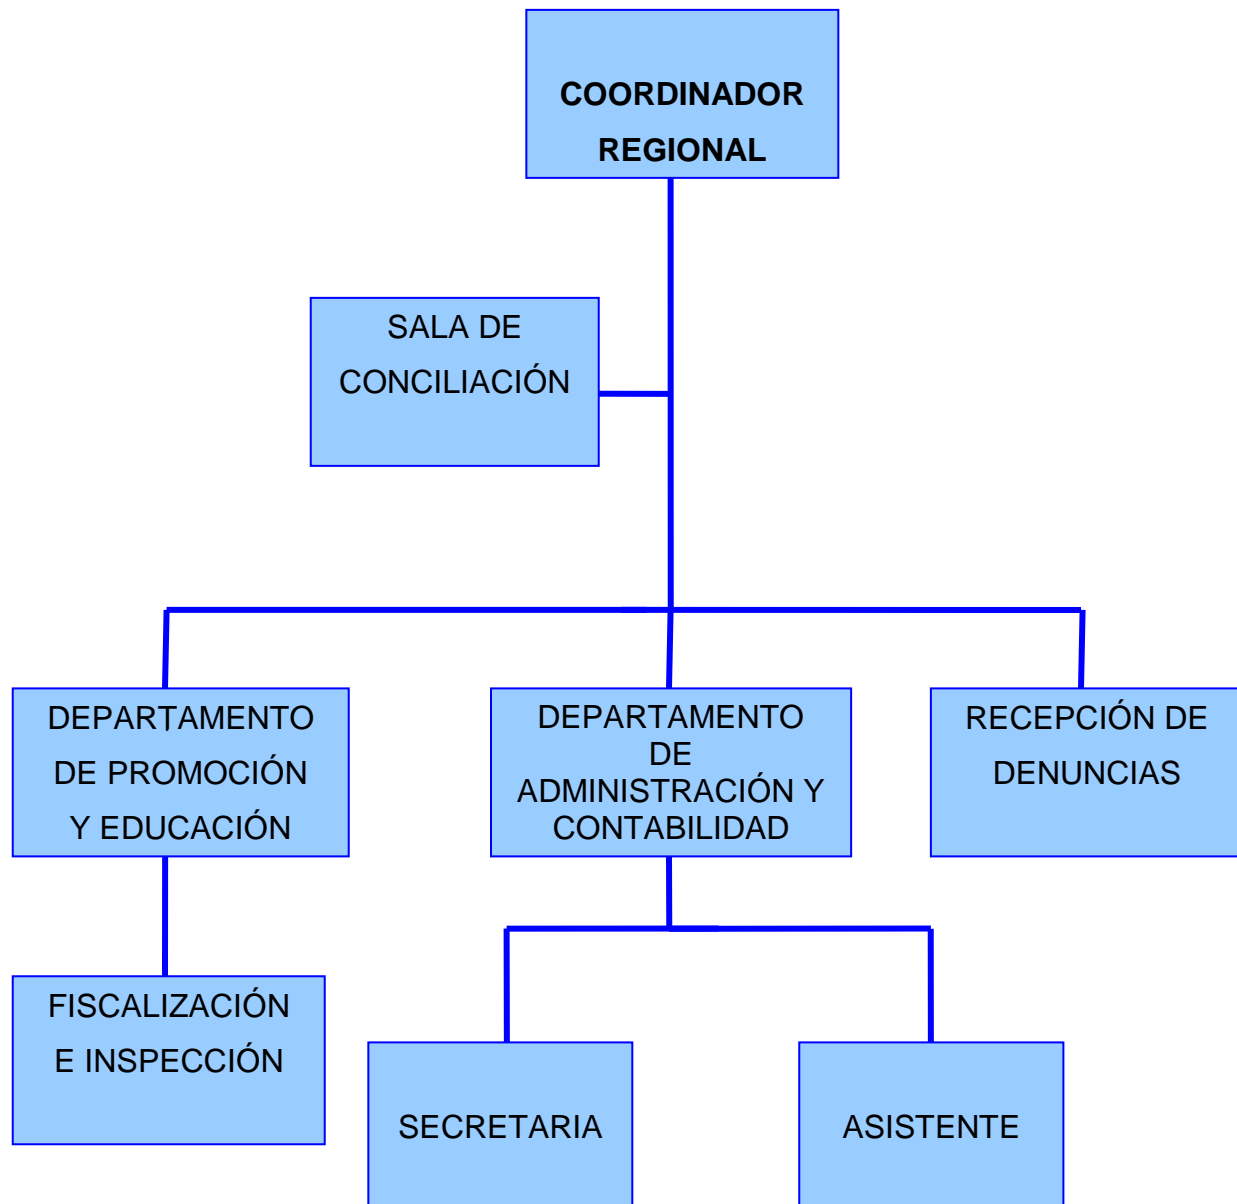 COORDINADOR
REGIONAL
SALA DE
CONCILIACIÓN
DEPARTAMENTO
DE PROMOCIÓN
Y EDUCACIÓN
DEPARTAMENTO
DE
ADMINISTRACIÓN Y
CONTABILIDAD
RECEPCIÓN DE
DENUNCIAS
FISCALIZACIÓN
E INSPECCIÓN
SECRETARIA
ASISTENTE